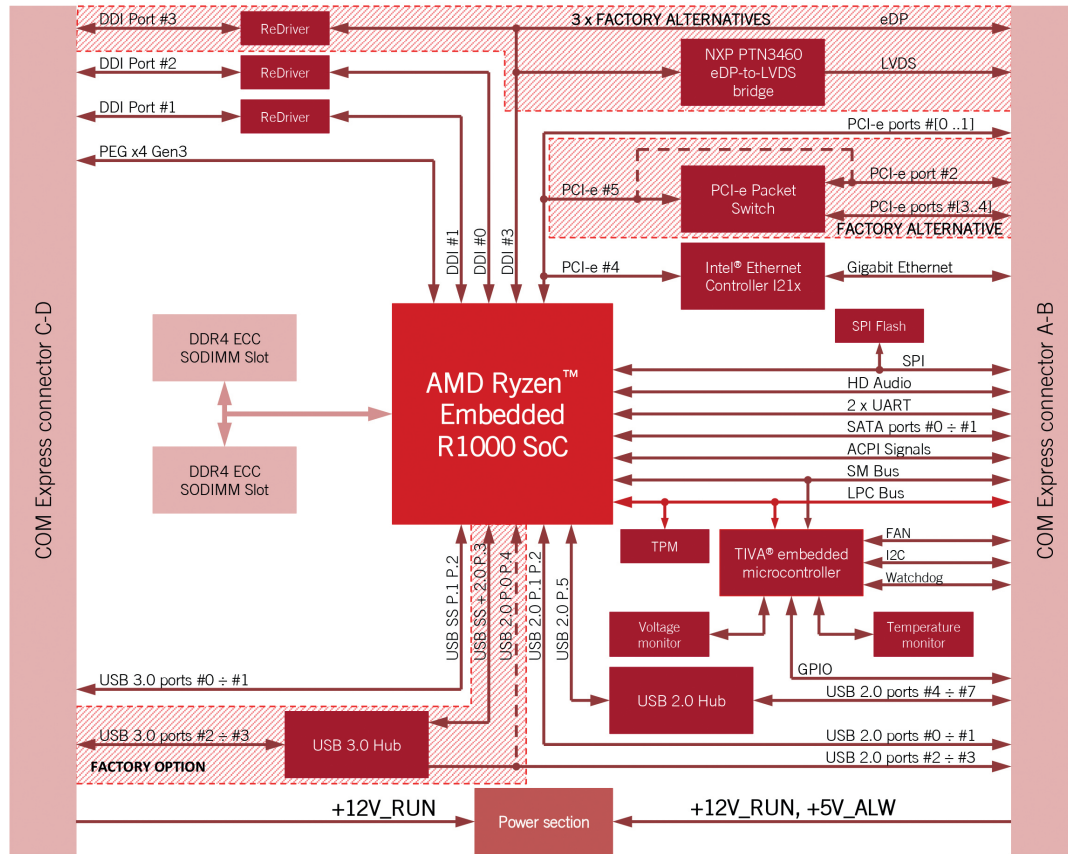 DDI Port #3
ReDriver
3 x FACTORY ALTERNATIVES
eDP
DDI Port #2
ReDriver
NXP PTN3460
eDP-to-LVDS
bridge
LVDS
DDI Port #1
ReDriver
PCI-e ports #[0 ..1]
PEG x4 Gen3
PCI-e #5
PCI-e Packet
Switch
PCI-e port #2
PCI-e ports #[3..4]
FACTORY ALTERNATIVE
DDI #1
DDI #0
DDI #3
PCI-e #4
Intel® Ethernet
Controller I21x
Gigabit Ethernet
COM Express connector C-D
COM Express connector A-B
DDR4 ECC
SODIMM Slot
DDR4 ECC
SODIMM Slot
AMD Ryzen™
Embedded
R1000 SoC
SPI Flash
SPI
HD Audio
2 x UART
SATA ports #0 ÷ #1
ACPI Signals
SM Bus
LPC Bus
TPM
TIVA® embedded
microcontroller
FAN
I2C
Watchdog
USB SS P.1 P.2
USB SS + 2.0 P.3
USB 2.0 P.0 P.4
USB 2.0 P.1 P.2
USB 2.0 P.5
Voltage
monitor
Temperature
monitor
GPIO
USB 3.0 ports #0 ÷ #1
USB 2.0 Hub
USB 2.0 ports #4 ÷ #7
USB 3.0 ports #2 ÷ #3
USB 3.0 Hub
USB 2.0 ports #0 ÷ #1
USB 2.0 ports #2 ÷ #3
FACTORY OPTION
+12V_RUN
Power section
+12V_RUN, +5V_ALW